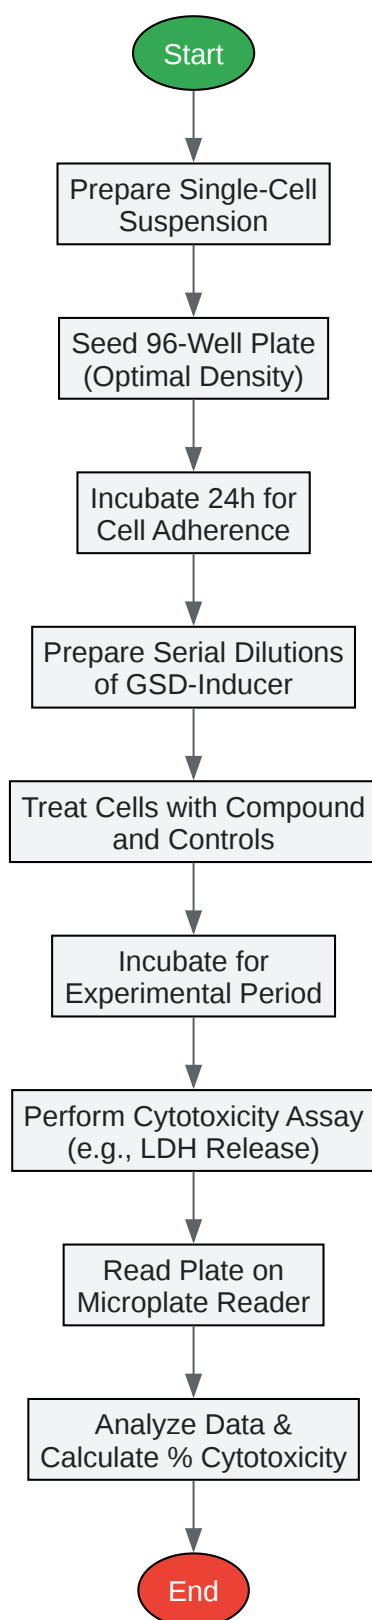 Start
Prepare Single-Cell
Suspension
Seed 96-Well Plate
(Optimal Density)
Incubate 24h for
Cell Adherence
Prepare Serial Dilutions
of GSD-Inducer
Treat Cells with Compound
and Controls
Incubate for
Experimental Period
Perform Cytotoxicity Assay
(e.g., LDH Release)
Read Plate on
Microplate Reader
Analyze Data &
Calculate % Cytotoxicity
End